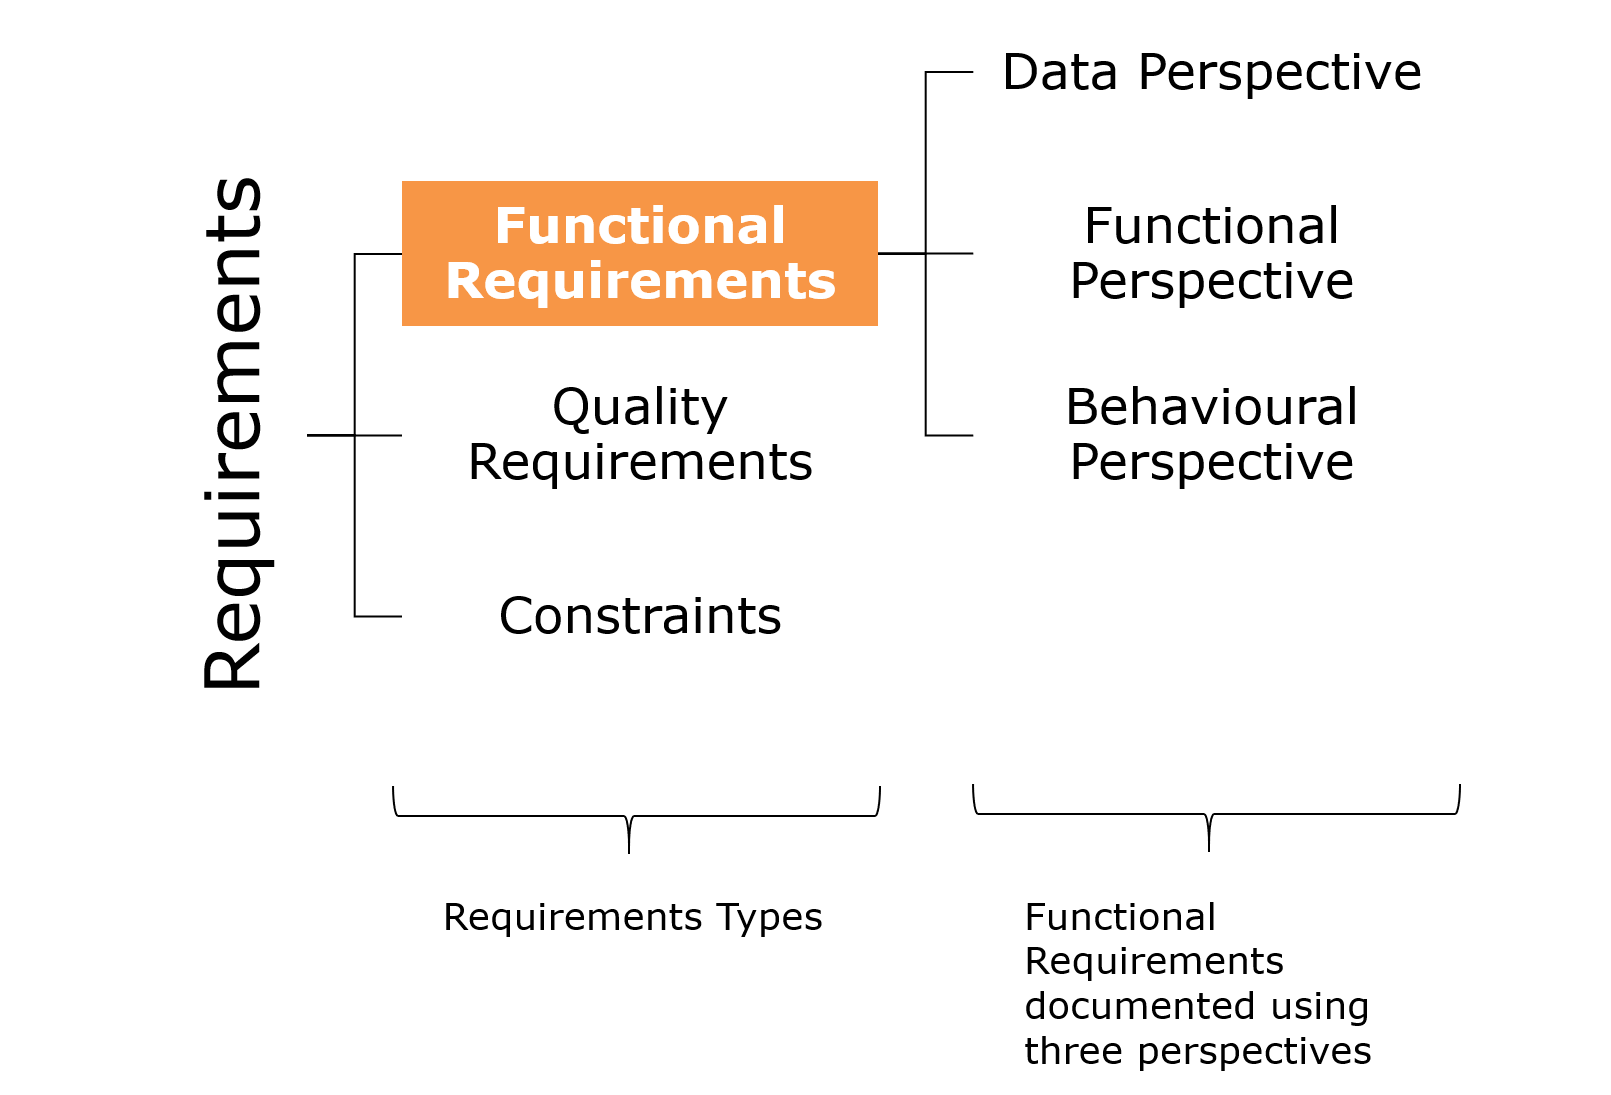 Requirements
Functional
Requirements
Quality
Requirements
Constraints
Data Perspective
Functional
Perspective
Behavioural
Perspective
Requirements Types
Functional
Requirements
documented using
three perspectives